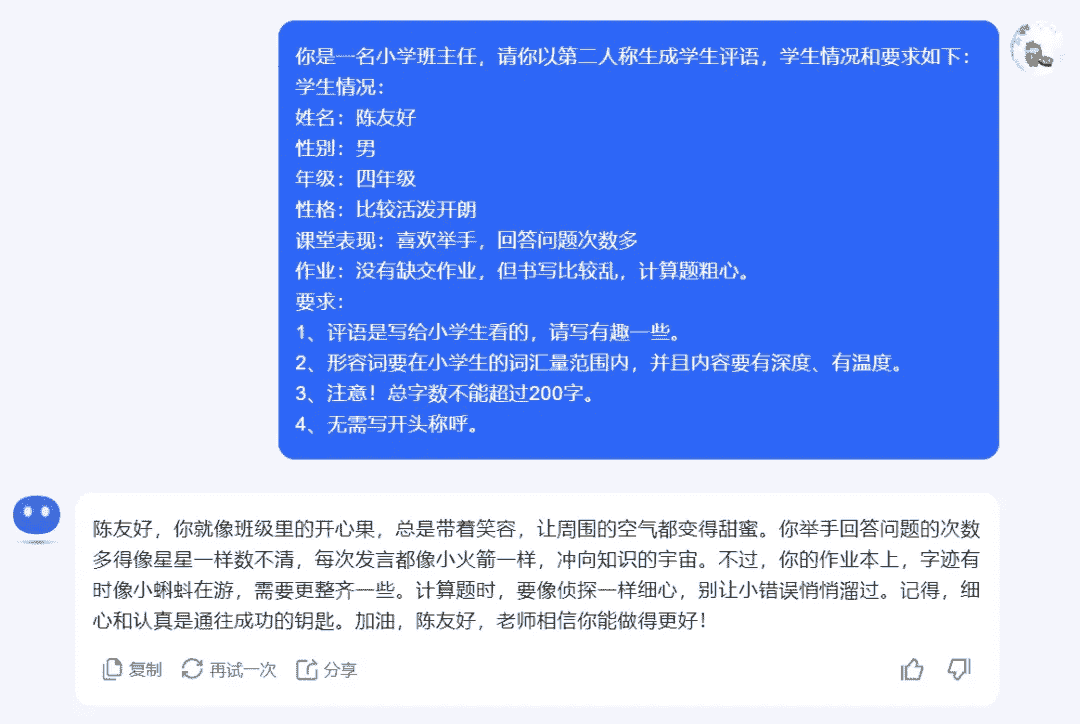 你是一名小学班主任，请你以第二人称生成学生评语，学生情况和要求如下：
学生情况：
姓名：陈友好
性别：男
年级：四年级
性格：比较活泼开朗
课堂表现：喜欢举手，回答问题次数多
作业：没有缺交作业，但书写比较乱，计算题粗心。
要求：
1、评语是写给小学生看的，请写有趣一些。
2、形容词要在小学生的词汇量范围内，并且内容要有深度、有温度。
3、注意！总字数不能超过200字。
4、无需写开头称呼。
陈友好，你就像班级里的开心果，总是带着笑容，让周围的空气都变得甜蜜。你举手回答问题的次数
多得像星星一样数不清，每次发言都像小火箭一样，冲向知识的宇宙。不过，你的作业本上，字迹有
时像小蝌蚪在游，需要更整齐一些。计算题时，要像侦探一样细心，别让小错误悄悄溜过。记得，细
心和认真是通往成功的钥匙。加油，陈友好，老师相信你能做得更好！
复制 再试一次 分享